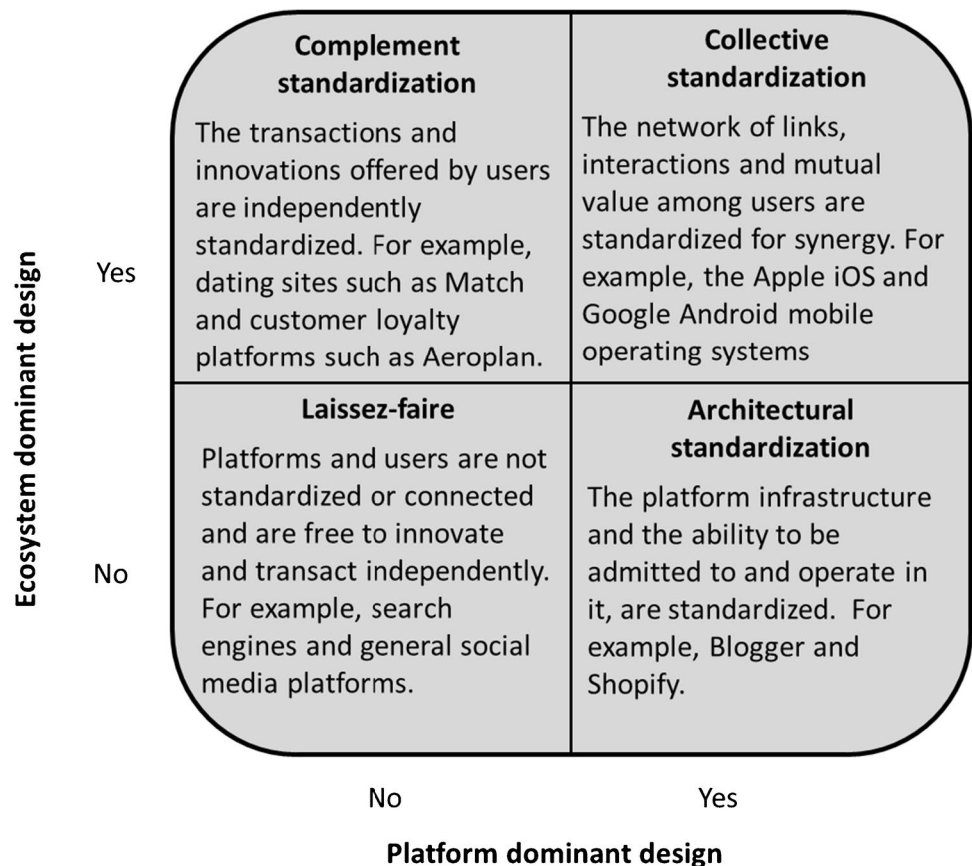 Ecosystem dominant design
Yes
No
Complement
standardization
The transactions and
innovations offered by users
are independently
standardized. For example,
dating sites such as Match
and customer loyalty
platforms such as Aeroplan.
Collective
standardization
The network of links,
interactions and mutual
value among users are
standardized for synergy. For
example, the Apple iOS and
Google Android mobile
operating systems
Laissez-faire
Platforms and users are not
standardized or connected
and are free to innovate
and transact independently.
For example, search
engines and general social
media platforms.
Architectural
standardization
The platform infrastructure
and the ability to be
admitted to and operate in
it, are standardized.  For
example, Blogger and
Shopify.
No
Yes
Platform dominant design